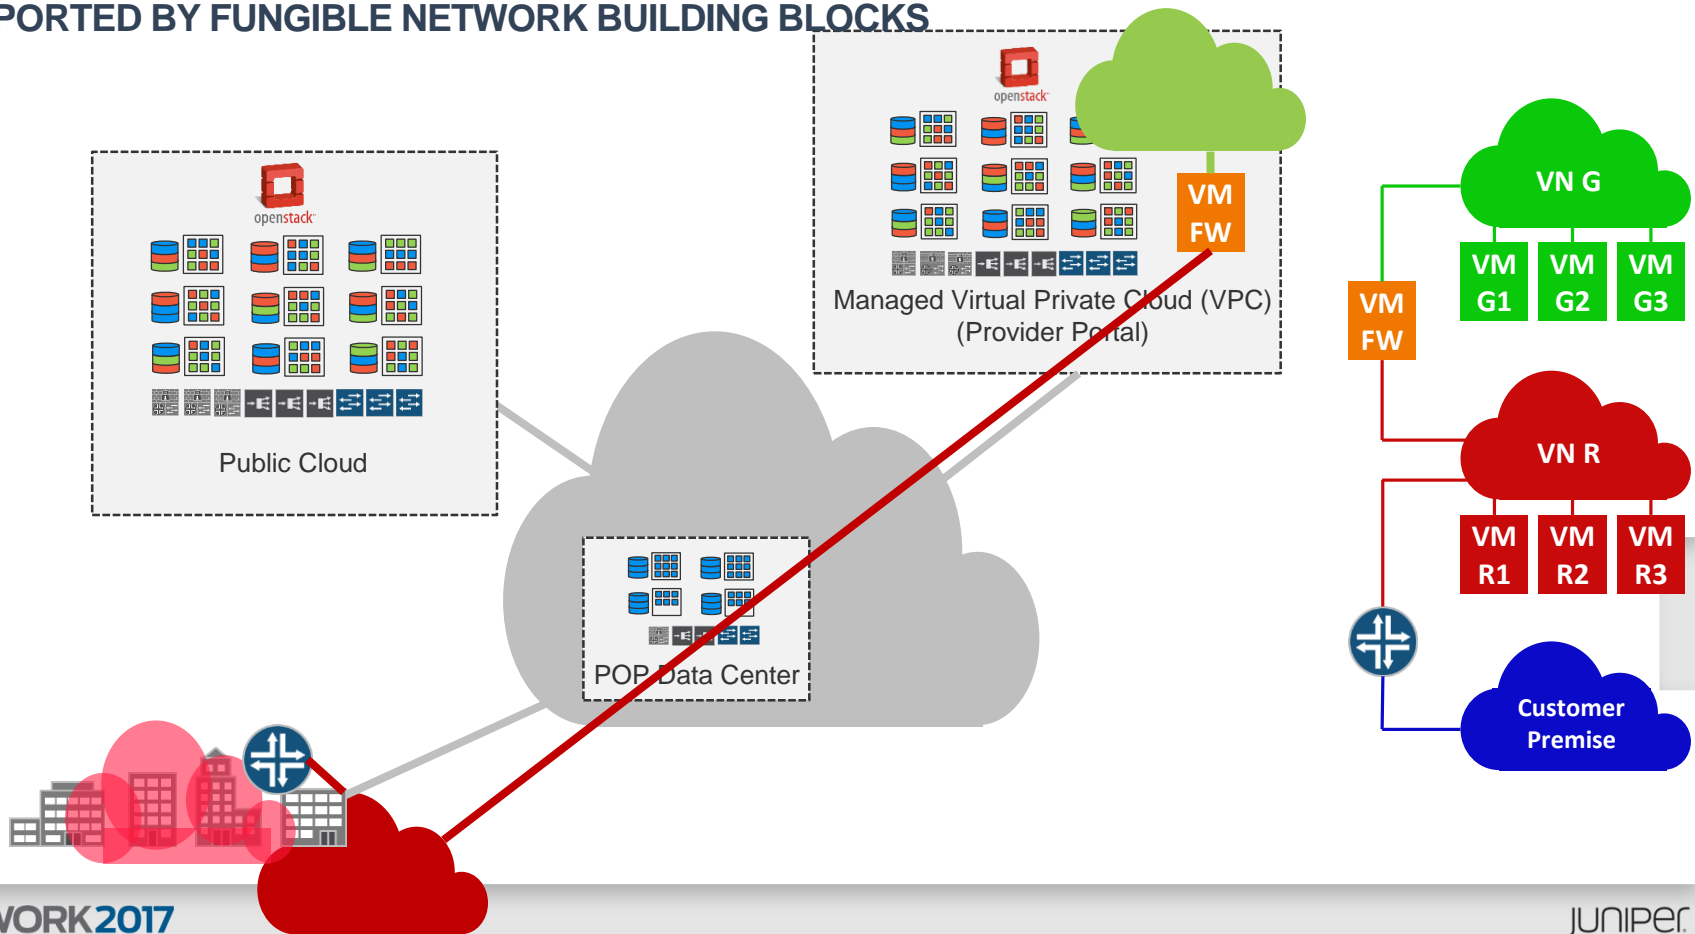 PORTED BY FUNGIBLE NETWORK BUILDING BLOCKS
openstack
Public Cloud
openstack
VM
FW
Managed Virtual Private Cloud (VPC)
(Provider Portal)
POP Data Center
VN G
VM
G1
VM
G2
VM
G3
VM
FW
VN R
VM
R1
VM
R2
VM
R3
Customer
Premise
WORK2017
JUNIPER